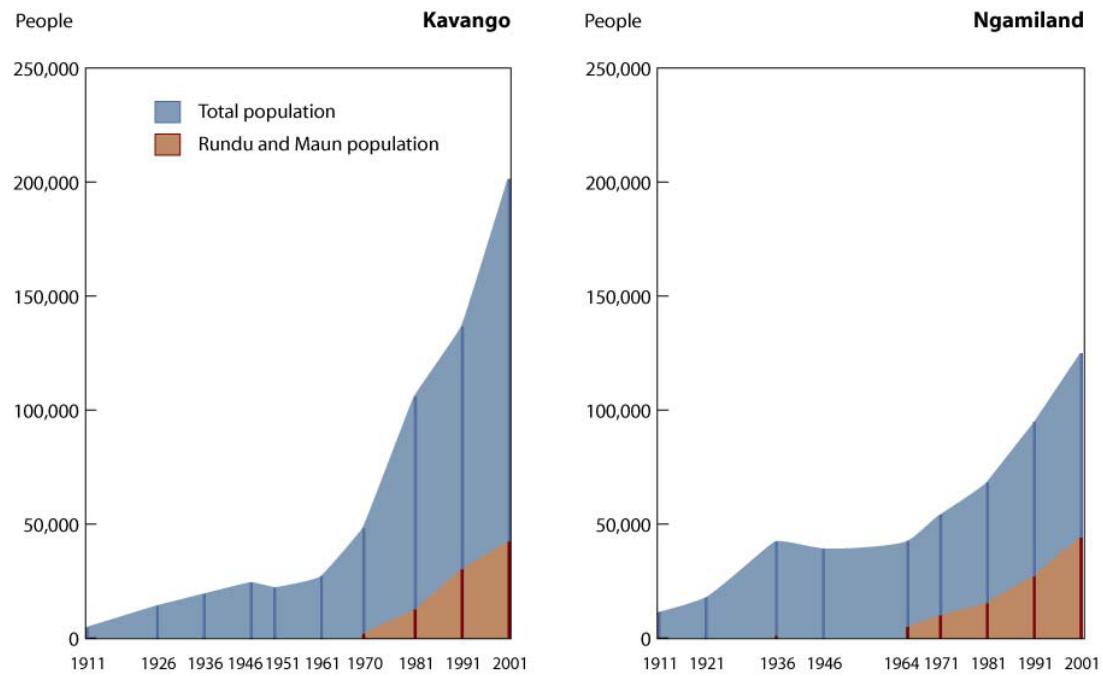 People Kavango
250,000
200,000
150,000
100,000
50,000
0
Total population
Rundu and Maun population
1911 1926 1936 1946 1951 1961 1970 1981 1991 2001
People Ngamiland
250,000
200,000
150,000
100,000
50,000
0
1911 1921 1936 1946 1964 1971 1981 1991 2001